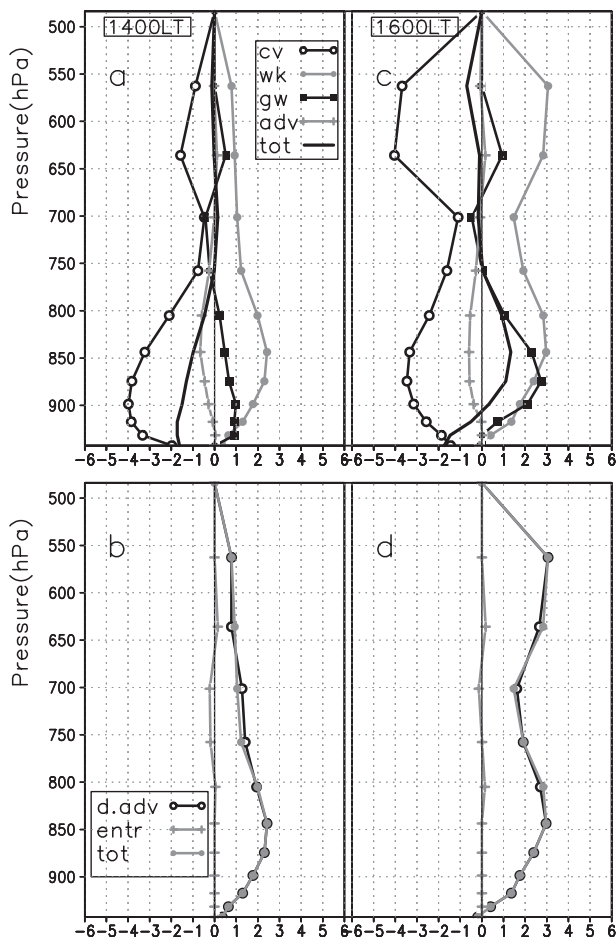 1400LT
1600LT
a
c
cv
wk
gw
adv
tot
Pressure(hPa)
500
550
600
650
700
750
800
850
900
-6-5-4-3-2-1 0 1 2 3 4 5 6-5-4-3-2-1 0 1 2 3 4 5 6
b
d
Pressure(hPa)
500
550
600
650
700
750
800
850
900
d.adv
entr
tot
-6-5-4-3-2-1 0 1 2 3 4 5 6-5-4-3-2-1 0 1 2 3 4 5 6